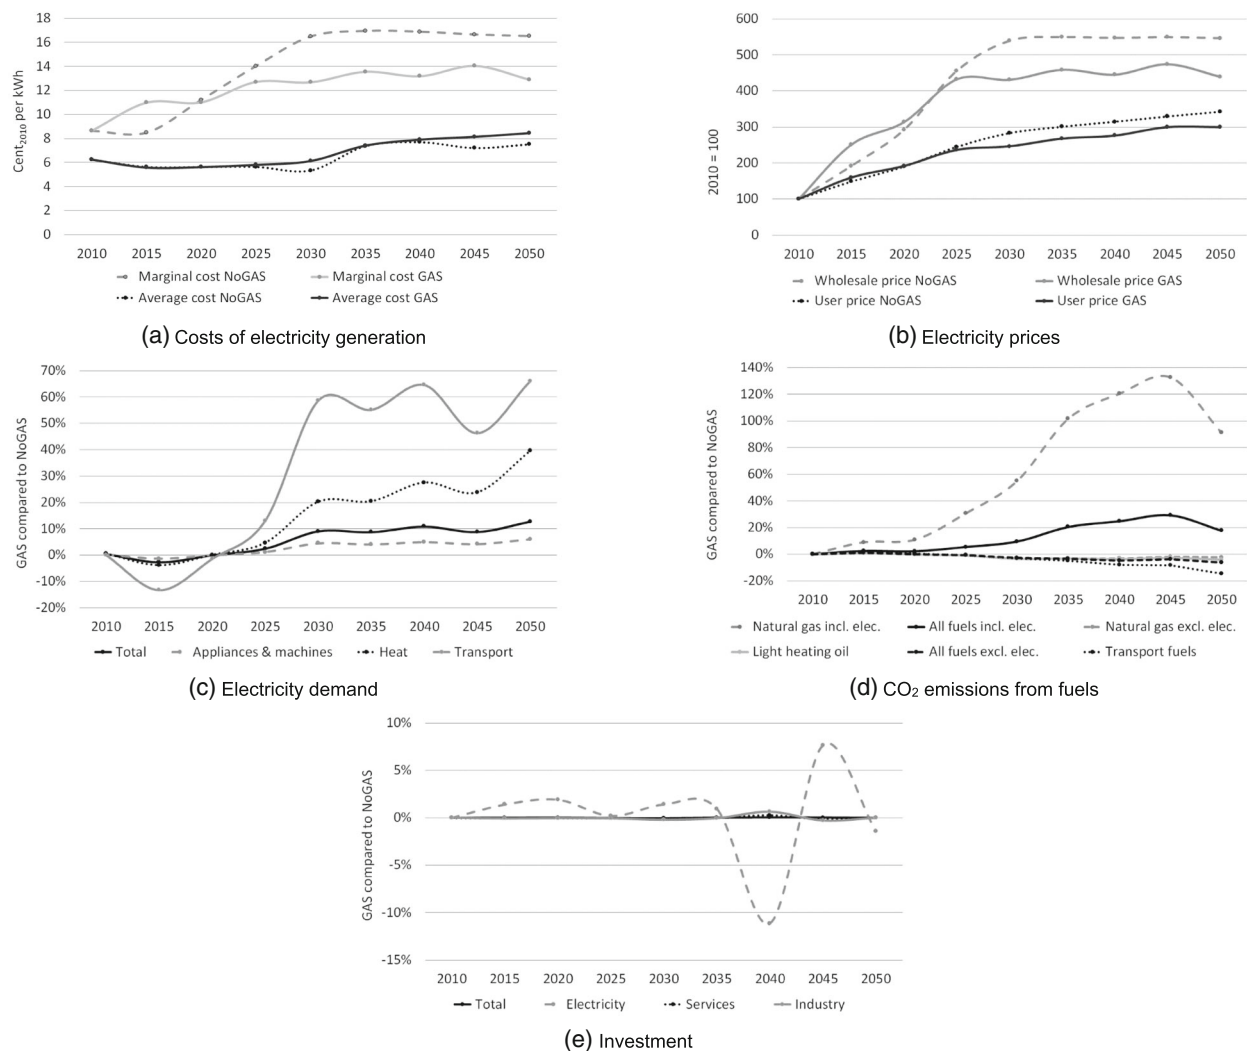 18
16
14
12
10
8
6
4
2
0
Cent2010 per kWh
2010 2015 2020 2025 2030 2035 2040 2045 2050
Marginal cost NoGAS Marginal cost GAS
Average cost NoGAS Average cost GAS
(a) Costs of electricity generation
600
500
400
300
200
100
0
2010 = 100
2010 2015 2020 2025 2030 2035 2040 2045 2050
Wholesale price NoGAS Wholesale price GAS
User price NoGAS User price GAS
(b) Electricity prices
70%
60%
50%
40%
30%
20%
10%
0%
-10%
-20%
GAS compared to NoGAS
2010 2015 2020 2025 2030 2035 2040 2045 2050
Total Appliances & machines Heat Transport
(c) Electricity demand
140%
120%
100%
80%
60%
40%
20%
0%
-20%
GAS compared to NoGAS
2010 2015 2020 2025 2030 2035 2040 2045 2050
Natural gas incl. elec. All fuels incl. elec. Natural gas excl. elec.
Light heating oil All fuels excl. elec. Transport fuels
(d) CO2 emissions from fuels
10%
5%
0%
-5%
-10%
-15%
GAS compared to NoGAS
2010 2015 2020 2025 2030 2035 2040 2045 2050
Total Electricity Services Industry
(e) Investment